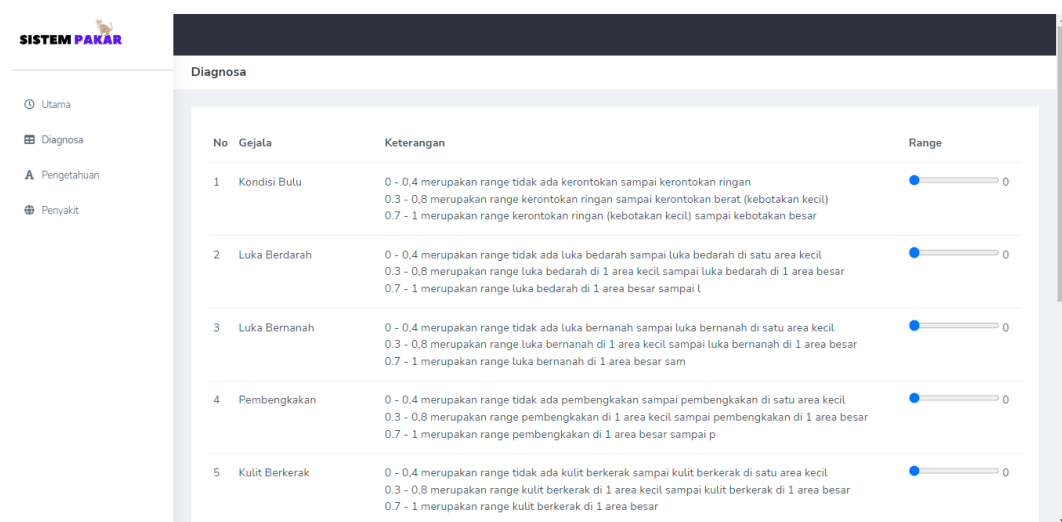 SISTEM PAKAR
Utama
Diagnosa
Pengetahuan
Penyakit
Diagnosa
No Gejala Keterangan Range
1 Kondisi Bulu 0 - 0,4 merupakan range tidak ada kerontokan sampai kerontokan ringan 0
0.3 - 0,8 merupakan range kerontokan ringan sampai kerontokan berat (kebotakan kecil)
0.7 - 1 merupakan range kerontokan ringan (kebotakan kecil) sampai kebotakan besar
2 Luka Berdarah 0 - 0,4 merupakan range tidak ada luka bedarah sampai luka bedarah di satu area kecil 0
0.3 - 0,8 merupakan range luka bedarah di 1 area kecil sampai luka bedarah di 1 area besar
0.7 - 1 merupakan range luka bedarah di 1 area besar sampai l
3 Luka Bernanah 0 - 0,4 merupakan range tidak ada luka bernanah sampai luka bernanah di satu area kecil 0
0.3 - 0,8 merupakan range luka bernanah di 1 area kecil sampai luka bernanah di 1 area besar
0.7 - 1 merupakan range luka bernanah di 1 area besar sam
4 Pembengkakan 0 - 0,4 merupakan range tidak ada pembengkakan sampai pembengkakan di satu area kecil 0
0.3 - 0,8 merupakan range pembengkakan di 1 area kecil sampai pembengkakan di 1 area besar
0.7 - 1 merupakan range pembengkakan di 1 area besar sampai p
5 Kulit Berkerak 0 - 0,4 merupakan range tidak ada kulit berkerak sampai kulit berkerak di satu area kecil 0
0.3 - 0,8 merupakan range kulit berkerak di 1 area kecil sampai kulit berkerak di 1 area besar
0.7 - 1 merupakan range kulit berkerak di 1 area besar